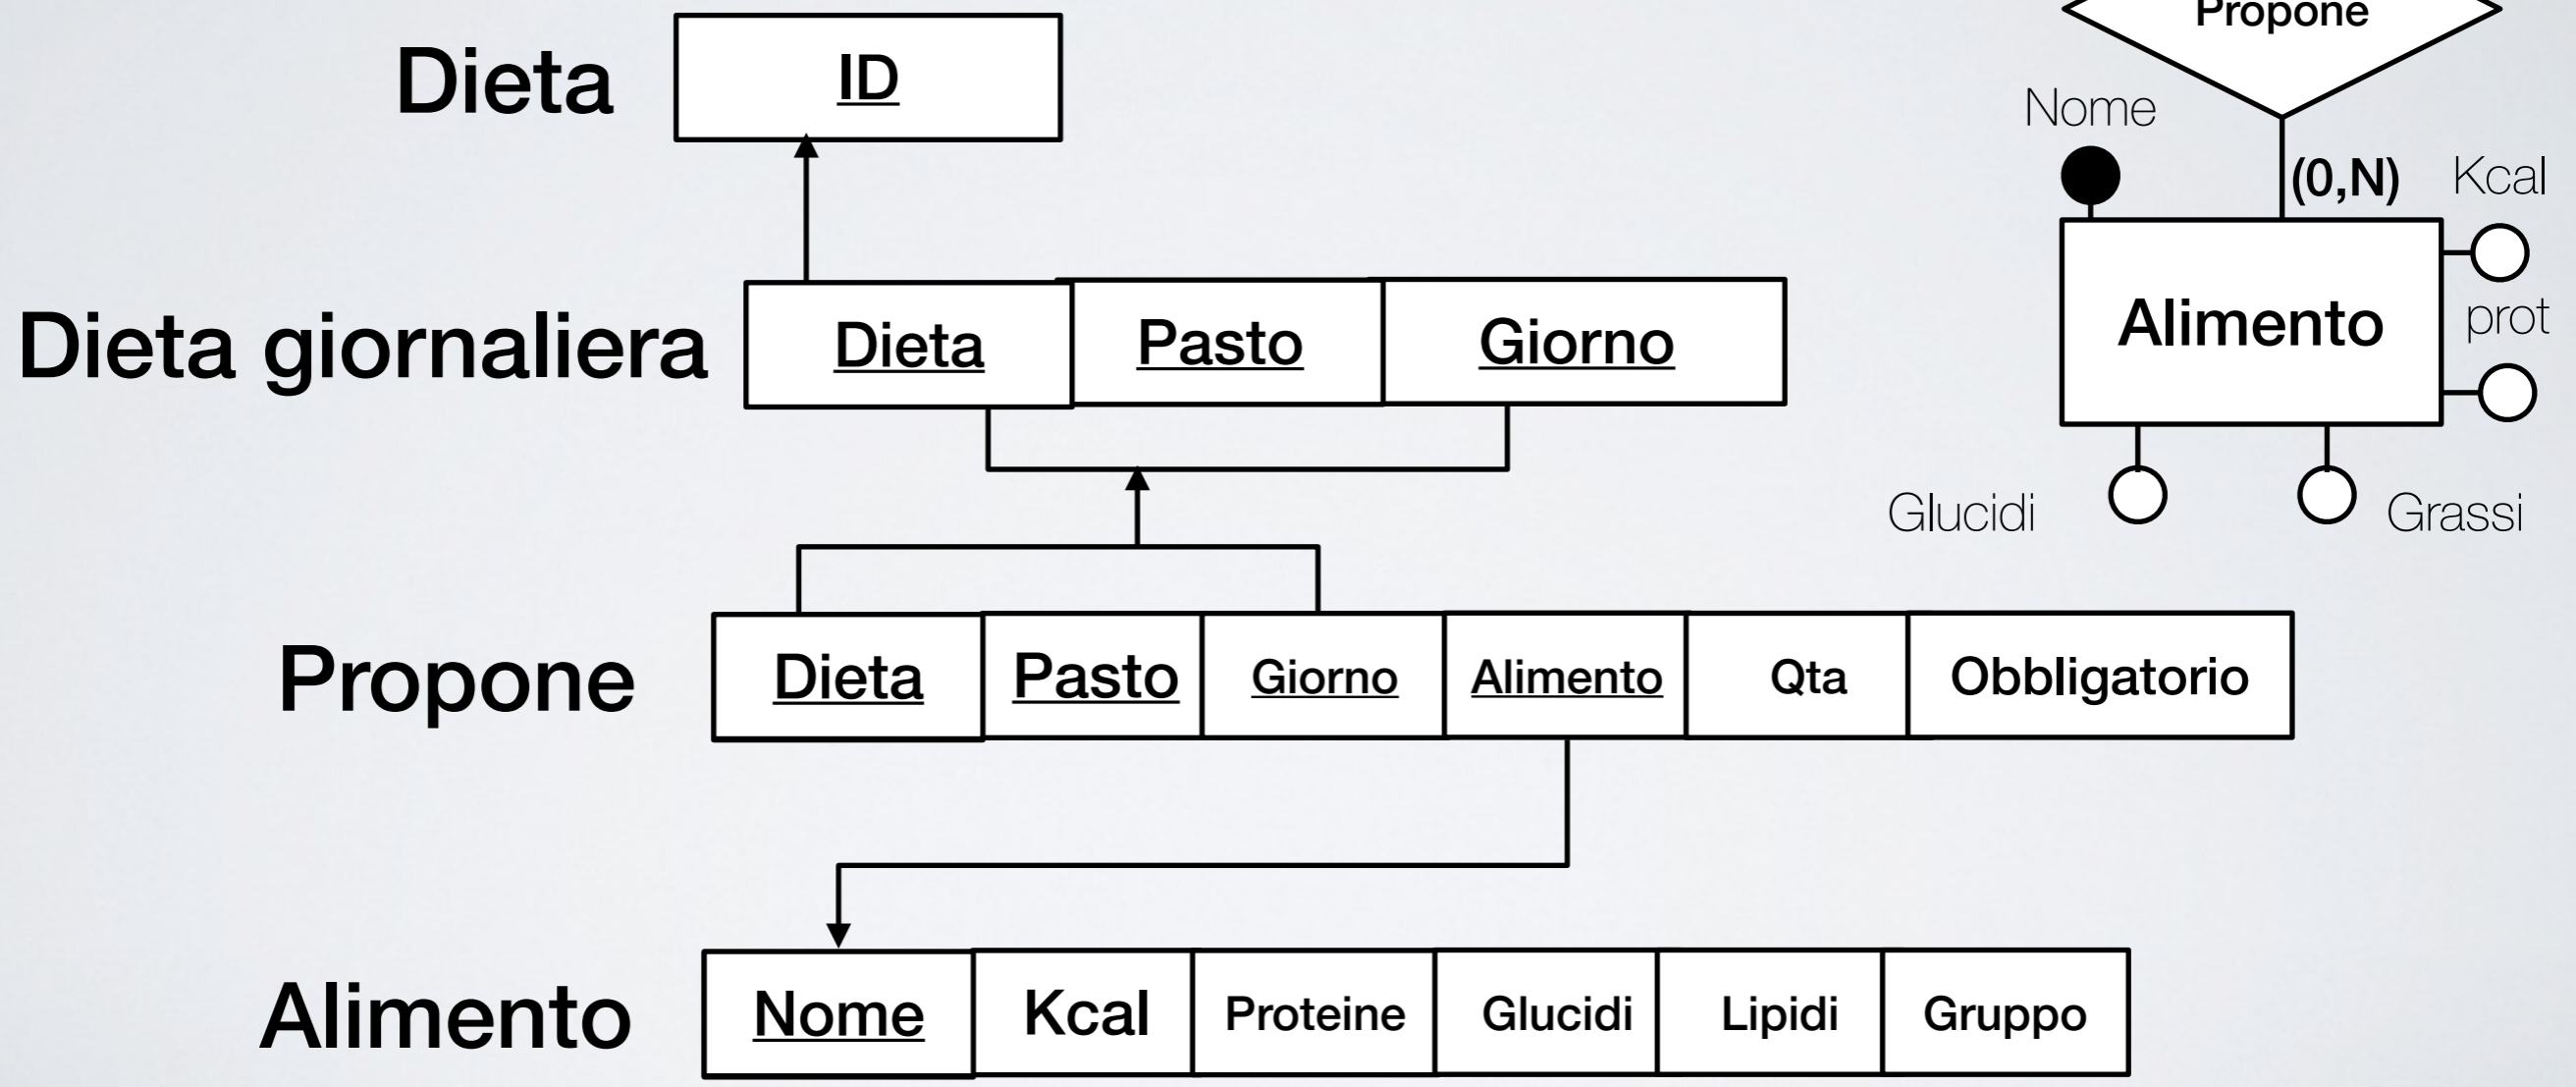 Propone
Dieta ID
Nome
(0,N) Kcal
Dieta giornaliera Dieta Pasto Giorno
Alimento
prot
Glucidi Grassi
Propone Dieta Pasto Giorno Alimento Qta Obbligatorio
Alimento Nome Kcal Proteine Glucidi Lipidi Gruppo